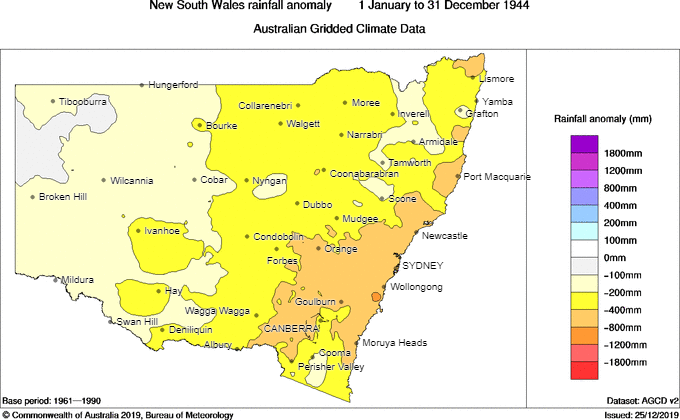 New South Wales rainfall anomaly 1 January to 31 December 1944
Australian Gridded Climate Data
Hungerford
Lismore
Tibooburra
Collarenebri
Moree
Yamba
Inverell
Grafton
Bourke
Walgett
Narrabri
Armidale
Tamworth
Wilcannia
Cobar
Nyngan
Coonabarabran
Port Macquarie
Broken Hill
Scone
Dubbo
Mudgee
Ivanhoe
Condobolin
Newcastle
Forbes
Orange
SYDNEY
Mildura
Hay
Wollongong
Goulburn
Wagga Wagga
Swan Hill
Deniliquin
CANBERRA
Albury
Moruya Heads
Cooma
Perisher Valley
Rainfall anomaly (mm)
1800mm
1200mm
800mm
400mm
200mm
100mm
0mm
−100mm
−200mm
−400mm
−800mm
−1200mm
−1800mm
Base period: 1961—1990
Dataset: AGCD v2
© Commonwealth of Australia 2019, Bureau of Meteorology
Issued: 25/12/2019